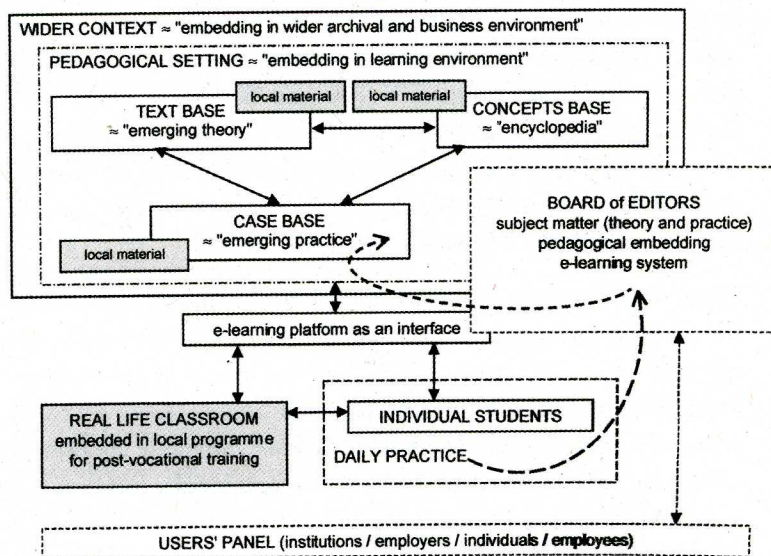 WIDER CONTEXT ≈ "embedding in wider archival and business environment"
PEDAGOGICAL SETTING ≈ "embedding in learning environment"
local material
local material
TEXT BASE
≈ "emerging theory"
CONCEPTS BASE
≈ "encyclopedia"
CASE BASE
≈ "emerging practice"
local material
BOARD of EDITORS
subject matter (theory and practice)
pedagogical embedding
e-learning system
e-learning platform as an interface
REAL LIFE CLASSROOM
embedded in local programme
for post-vocational training
INDIVIDUAL STUDENTS
DAILY PRACTICE
USERS' PANEL (institutions / employers / individuals / employees)